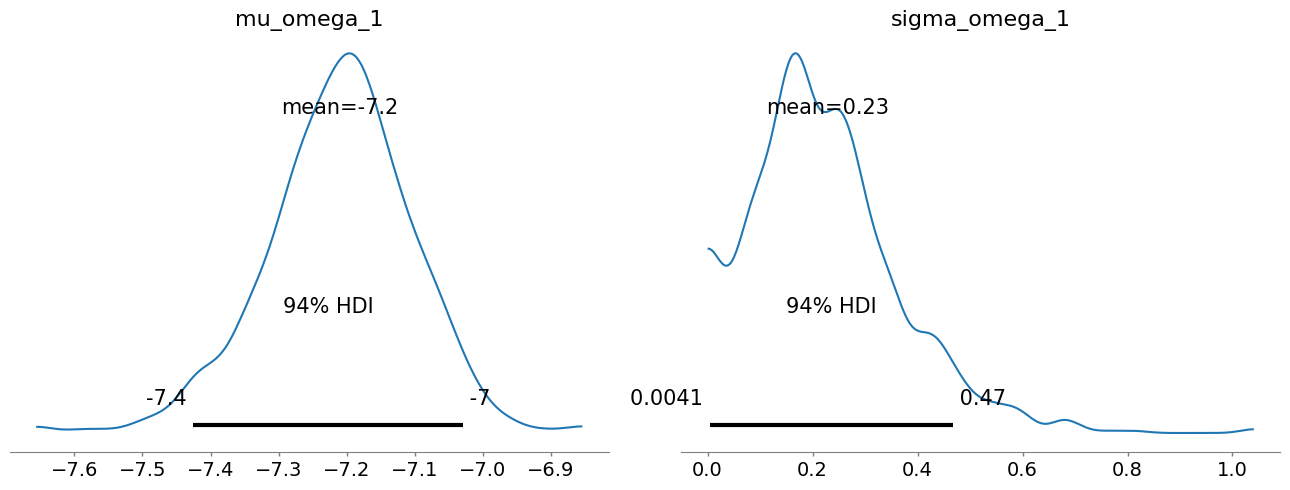 mu_omega_1
mean=-7.2
94% HDI
-7.4
-7
−7.6 −7.5 −7.4 −7.3 −7.2 −7.1 −7.0 −6.9
sigma_omega_1
mean=0.23
94% HDI
0.0041
0.47
0.0 0.2 0.4 0.6 0.8 1.0